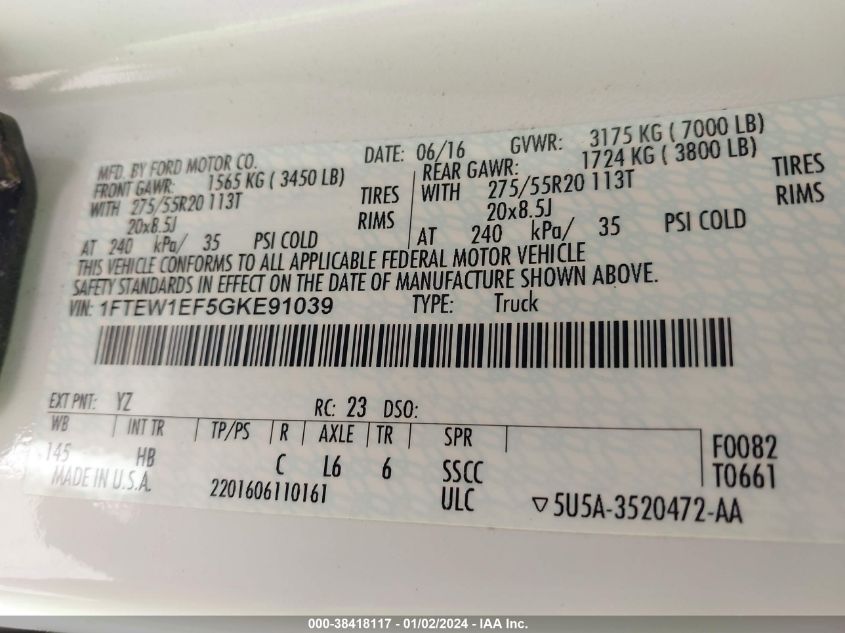 MFD. BY FORD MOTOR CO. DATE: 06/16 GVWR: 3175 KG ( 7000 LB)
FRONT GAWR: 1565 KG ( 3450 LB) REAR GAWR: 1724 KG ( 3800 LB)
WITH 275/55R20 113T TIRES WITH 275/55R20 113T TIRES
20x8.5J RIMS 20x8.5J RIMS
AT 240 kPa/ 35 PSI COLD AT 240 kPa/ 35 PSI COLD
THIS VEHICLE CONFORMS TO ALL APPLICABLE FEDERAL MOTOR VEHICLE
SAFETY STANDARDS IN EFFECT ON THE DATE OF MANUFACTURE SHOWN ABOVE.
VIN: 1FTEW1EF5GKE91039 TYPE: Truck
EXT PNT: YZ RC: 23 DSO:
WB INT TR TP/PS R AXLE TR SPR F0082
145 HB C L6 6 SSCC T0661
MADE IN U.S.A. 2201606110161 ULC ▽5U5A-3520472-AA
000-38418117 - 01/02/2024 - IAA Inc.